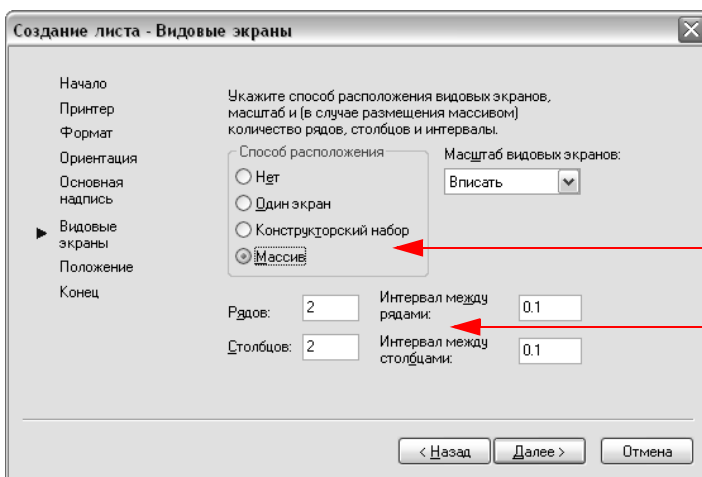 Создание листа - Видовые экраны
Начало
Принтер
Формат
Ориентация
Основная
надпись
Видовые
экраны
Положение
Конец
Укажите способ расположения видовых экранов,
масштаб и (в случае размещения массивом)
количество рядов, столбцов и интервалы.
Способ расположения
Нет
Один экран
Конструкторский набор
Массив
Масштаб видовых экранов:
Вписать
Рядов: 2
Интервал между
рядами: 0.1
Столбцов: 2
Интервал между
столбцами: 0.1
< Назад Далее > Отмена